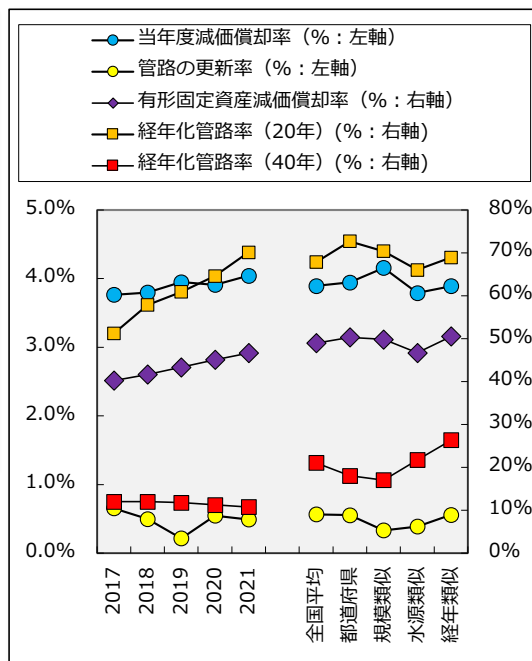 当年度減価償却率（%：左軸）
管路の更新率（%：左軸）
有形固定資産減価償却率（%：右軸）
経年化管路率（20年）(%：右軸)
経年化管路率（40年）(%：右軸)
5.0%
4.0%
3.0%
2.0%
1.0%
0.0%
80%
70%
60%
50%
40%
30%
20%
10%
0%
2017
2018
2019
2020
2021
全国平均
都道府県
規模類似
水源類似
経年類似